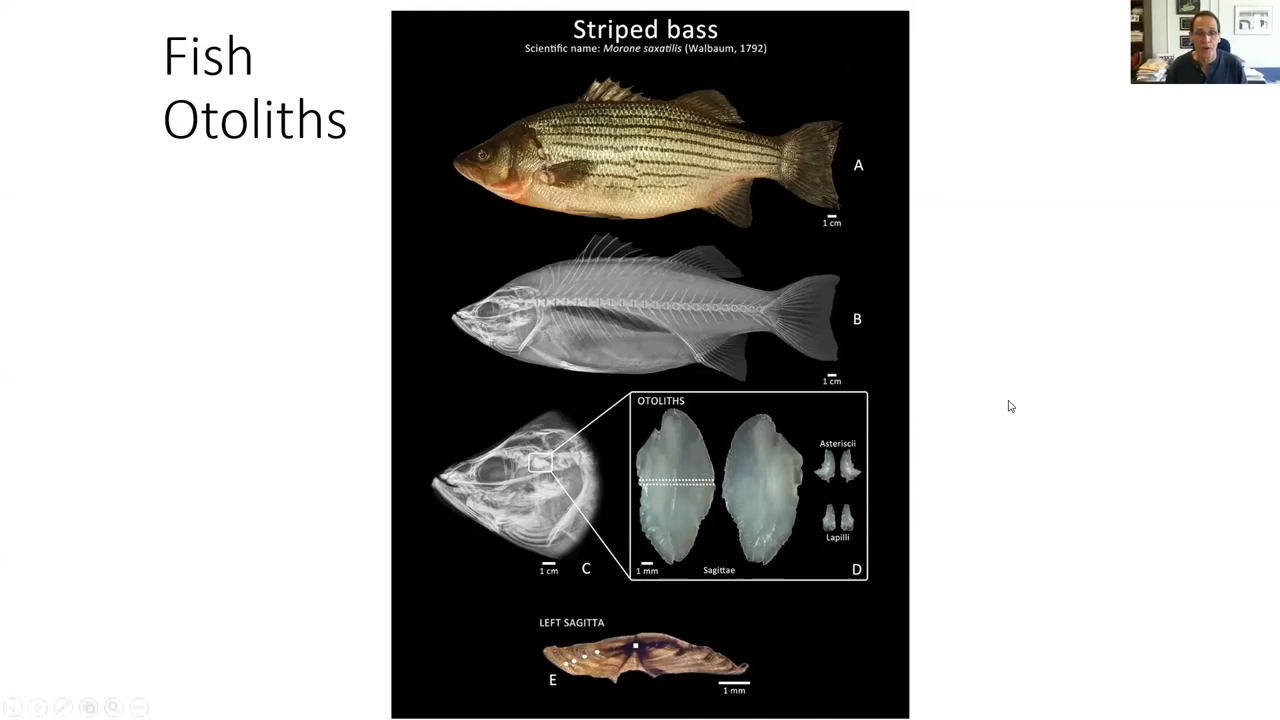 Fish
Otoliths
Striped bass
Scientific name: Morone saxatilis (Walbaum, 1792)
A
1 cm
B
1 cm
OTOLITHS
Asteriscii
Lapilli
1 mm
Sagittae
D
1 cm
C
LEFT SAGITTA
E
1 mm